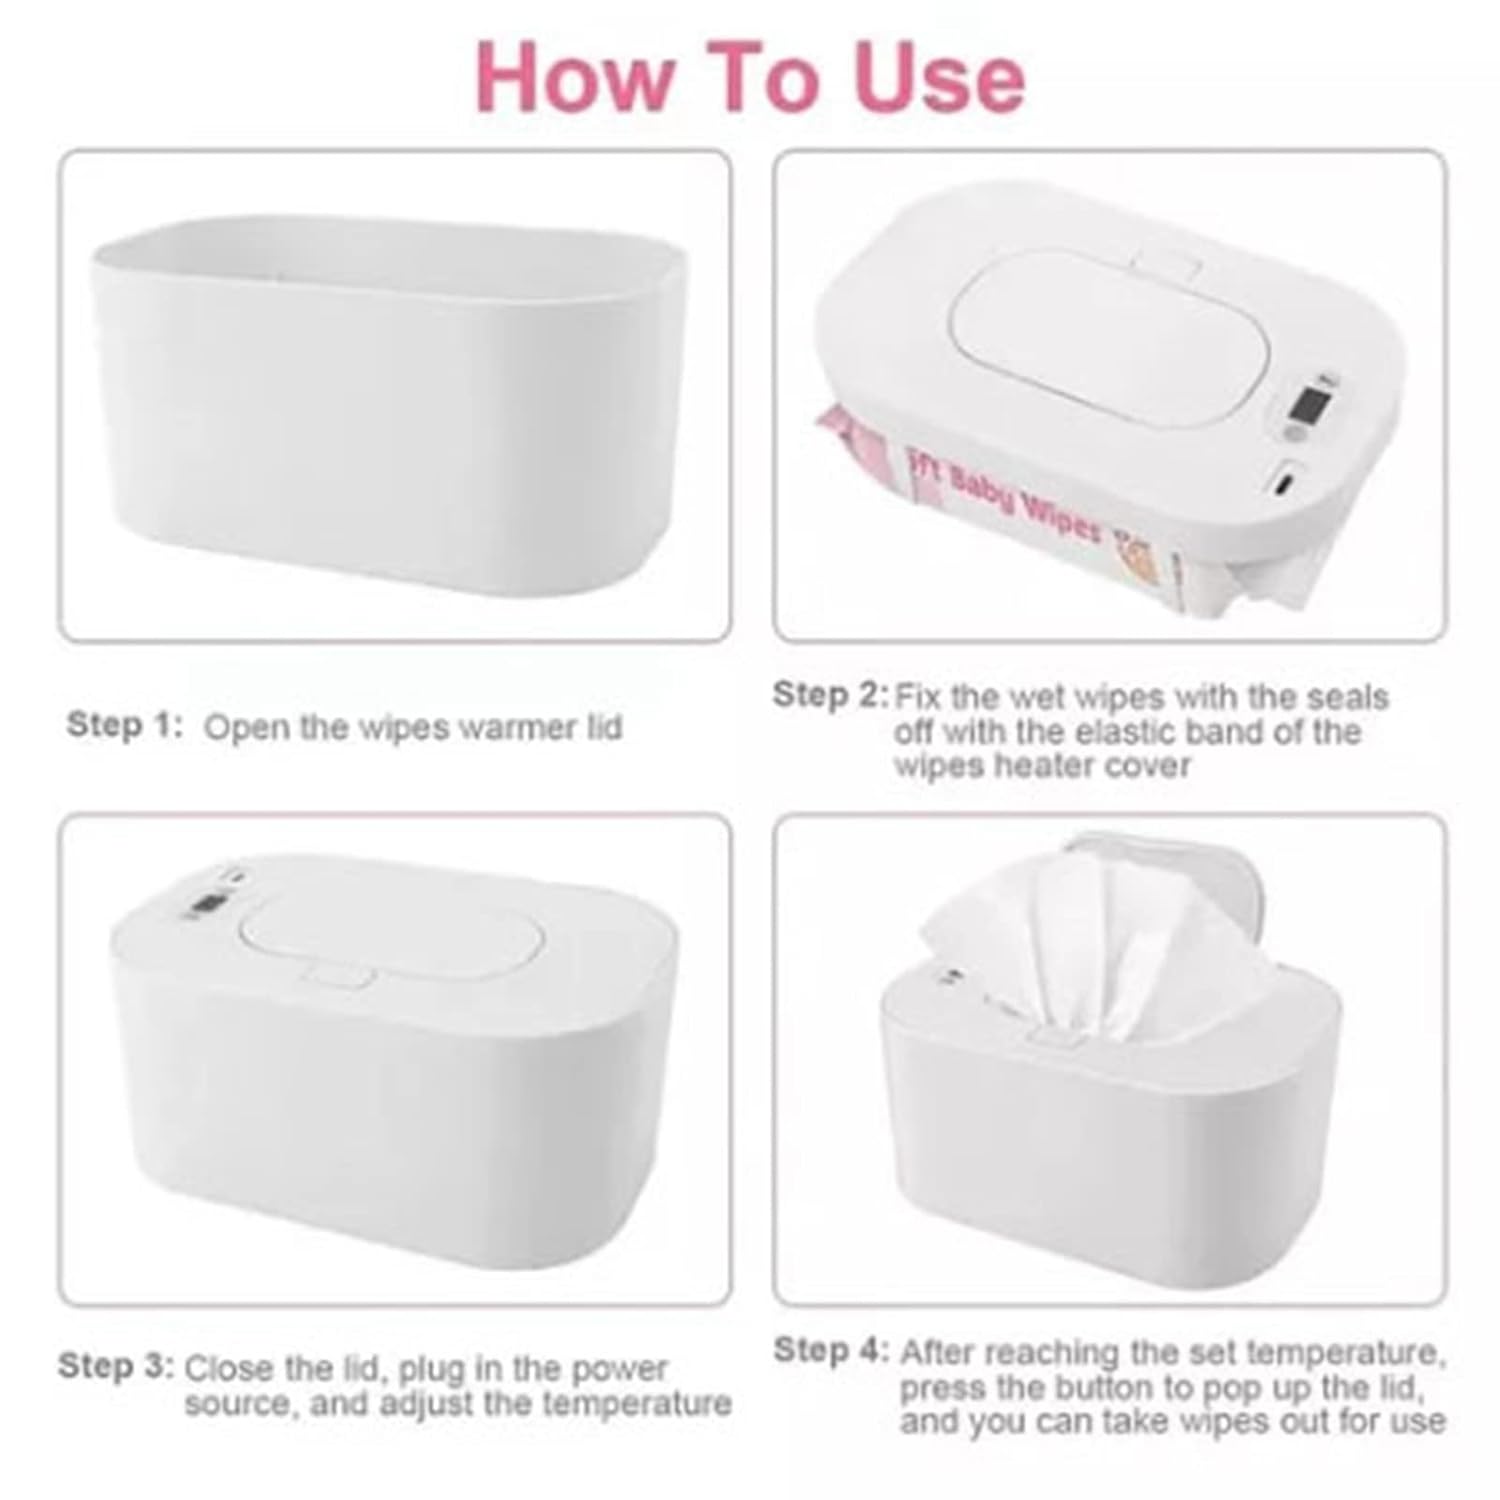 How To Use
ft Baby Wipes
Step 1: Open the wipes warmer lid
Step 2: Fix the wet wipes with the seals
off with the elastic band of the
wipes heater cover
Step 3: Close the lid, plug in the power
source, and adjust the temperature
Step 4: After reaching the set temperature,
press the button to pop up the lid,
and you can take wipes out for use